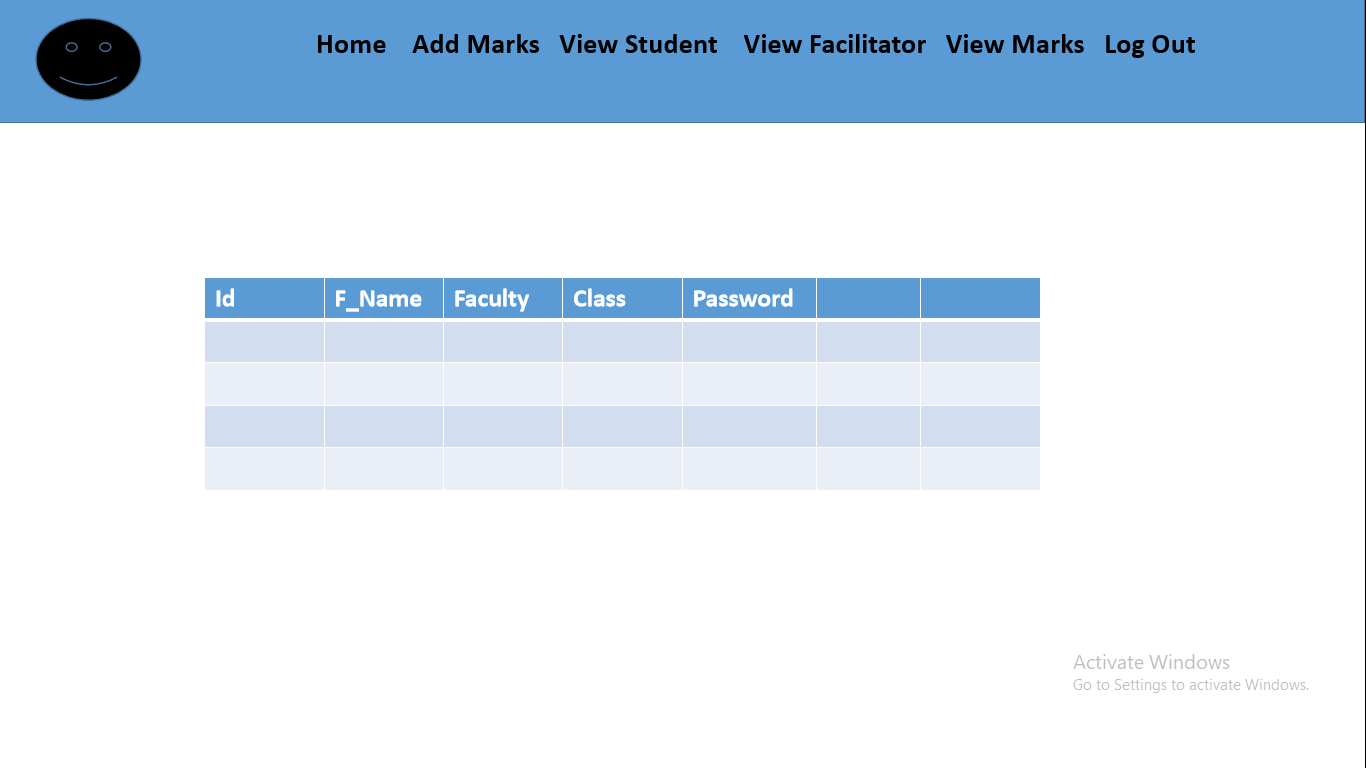 Home Add Marks View Student View Facilitator View Marks Log Out
Id F_Name Faculty Class Password
Activate Windows
Go to Settings to activate Windows.